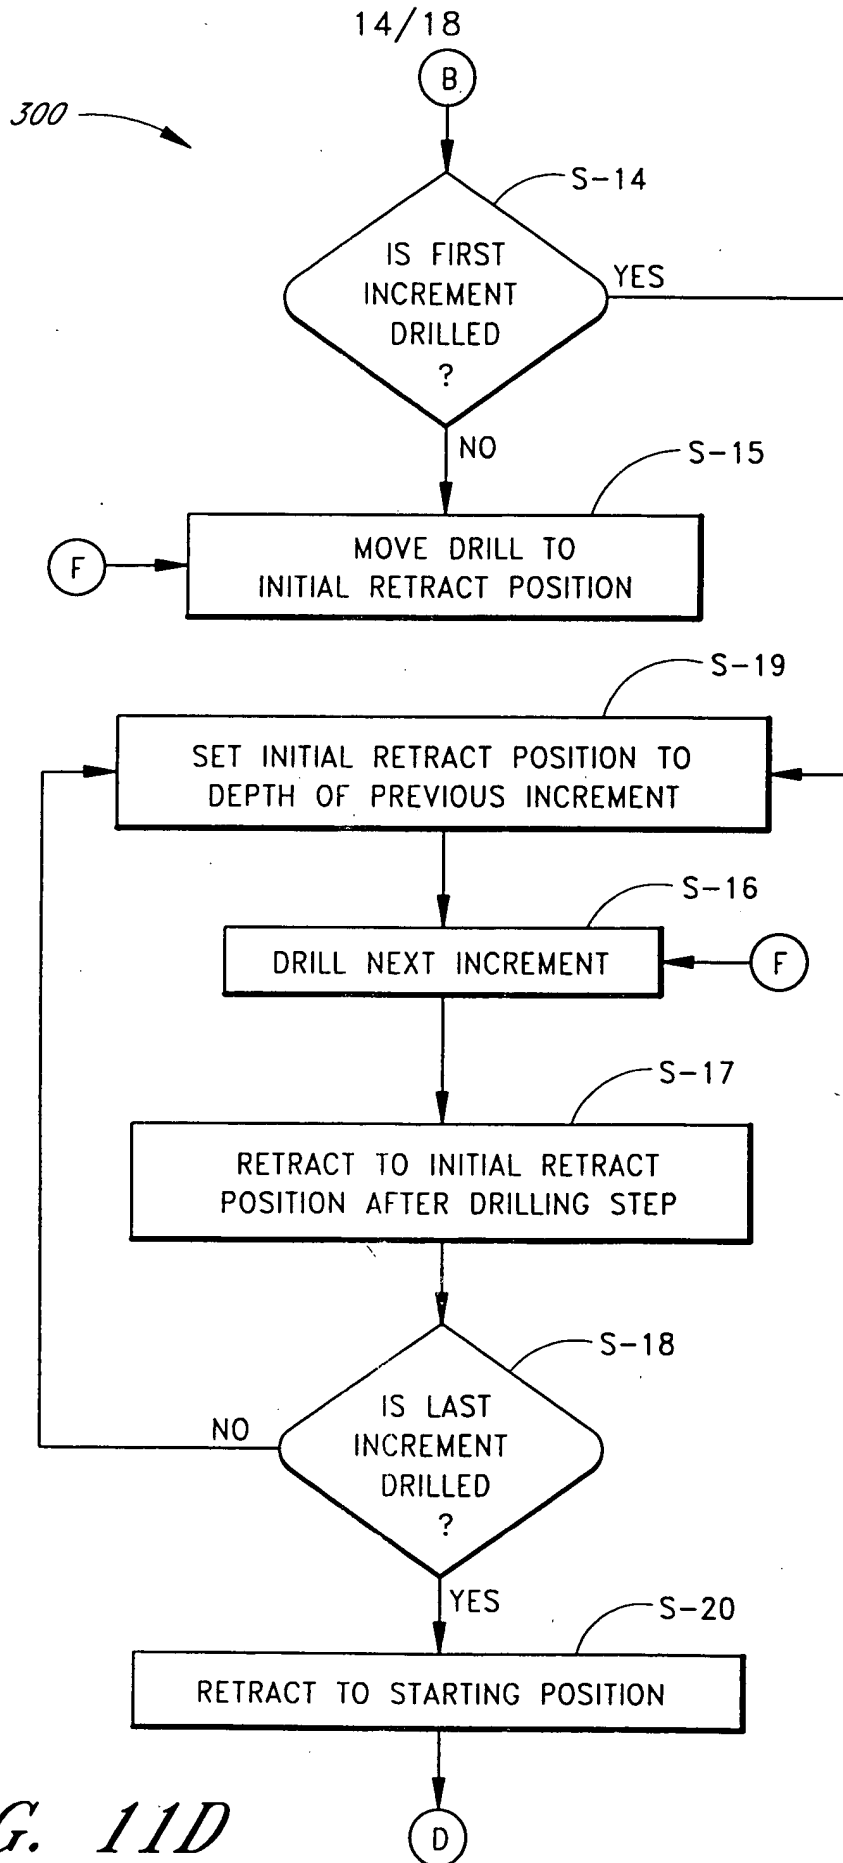 14/18
B
300
S-14
IS FIRST
INCREMENT
DRILLED
?
YES
NO
S-15
F
MOVE DRILL TO
INITIAL RETRACT POSITION
S-19
SET INITIAL RETRACT POSITION TO
DEPTH OF PREVIOUS INCREMENT
S-16
DRILL NEXT INCREMENT
F
S-17
RETRACT TO INITIAL RETRACT
POSITION AFTER DRILLING STEP
S-18
IS LAST
INCREMENT
DRILLED
?
NO
YES
S-20
RETRACT TO STARTING POSITION
G. 11D
D